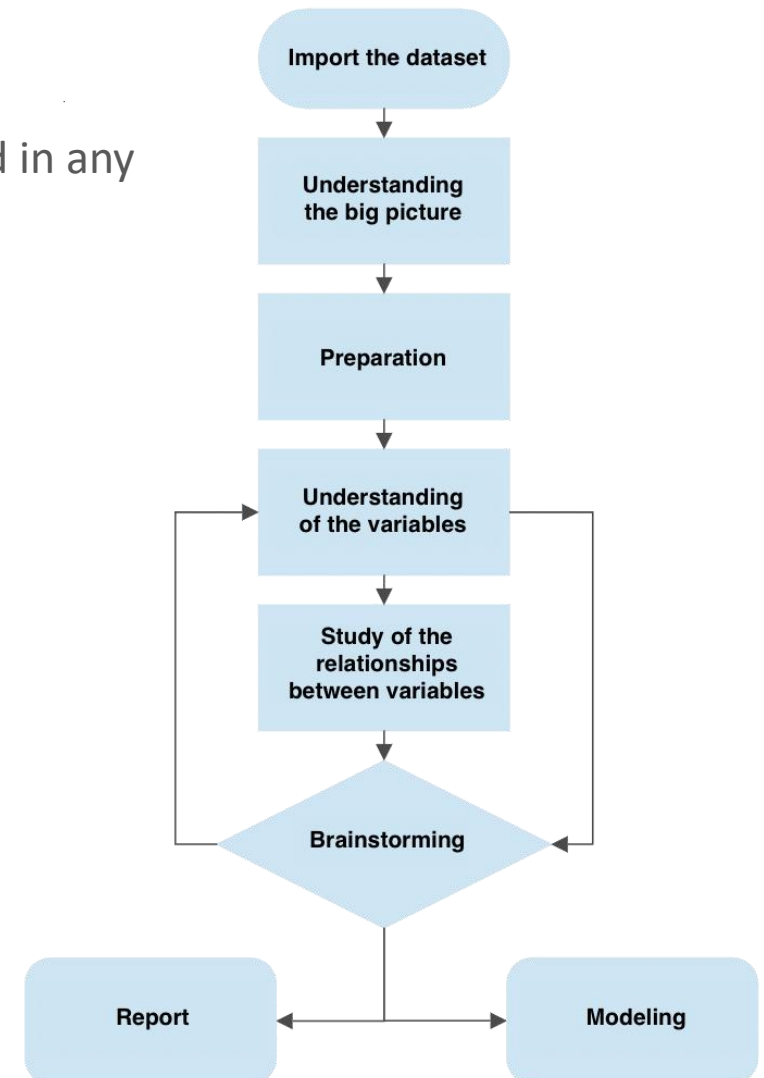 Import the dataset
d in any
Understanding
the big picture
Preparation
Understanding
of the variables
Study of the
relationships
between variables
Brainstorming
Report
Modeling